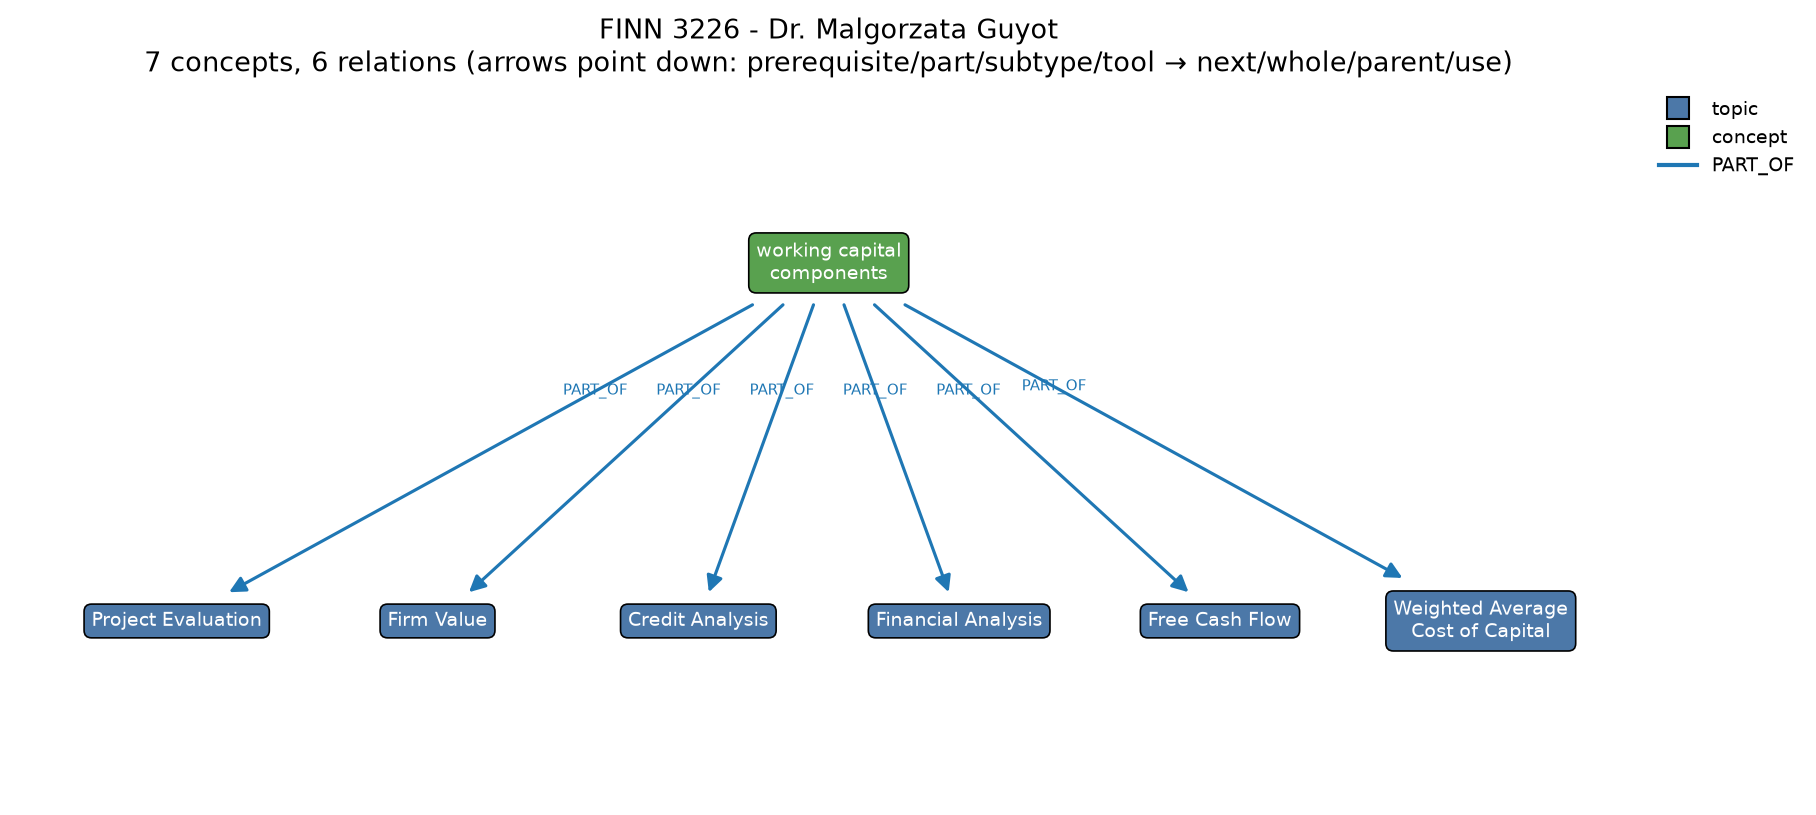 FINN 3226 - Dr. Malgorzata Guyot
7 concepts, 6 relations (arrows point down: prerequisite/part/subtype/tool → next/whole/parent/use)
topic
concept
PART_OF
working capital
components
PART_OF
PART_OF
PART_OF
PART_OF
PART_OF
PART_OF
Project Evaluation
Firm Value
Credit Analysis
Financial Analysis
Free Cash Flow
Weighted Average
Cost of Capital